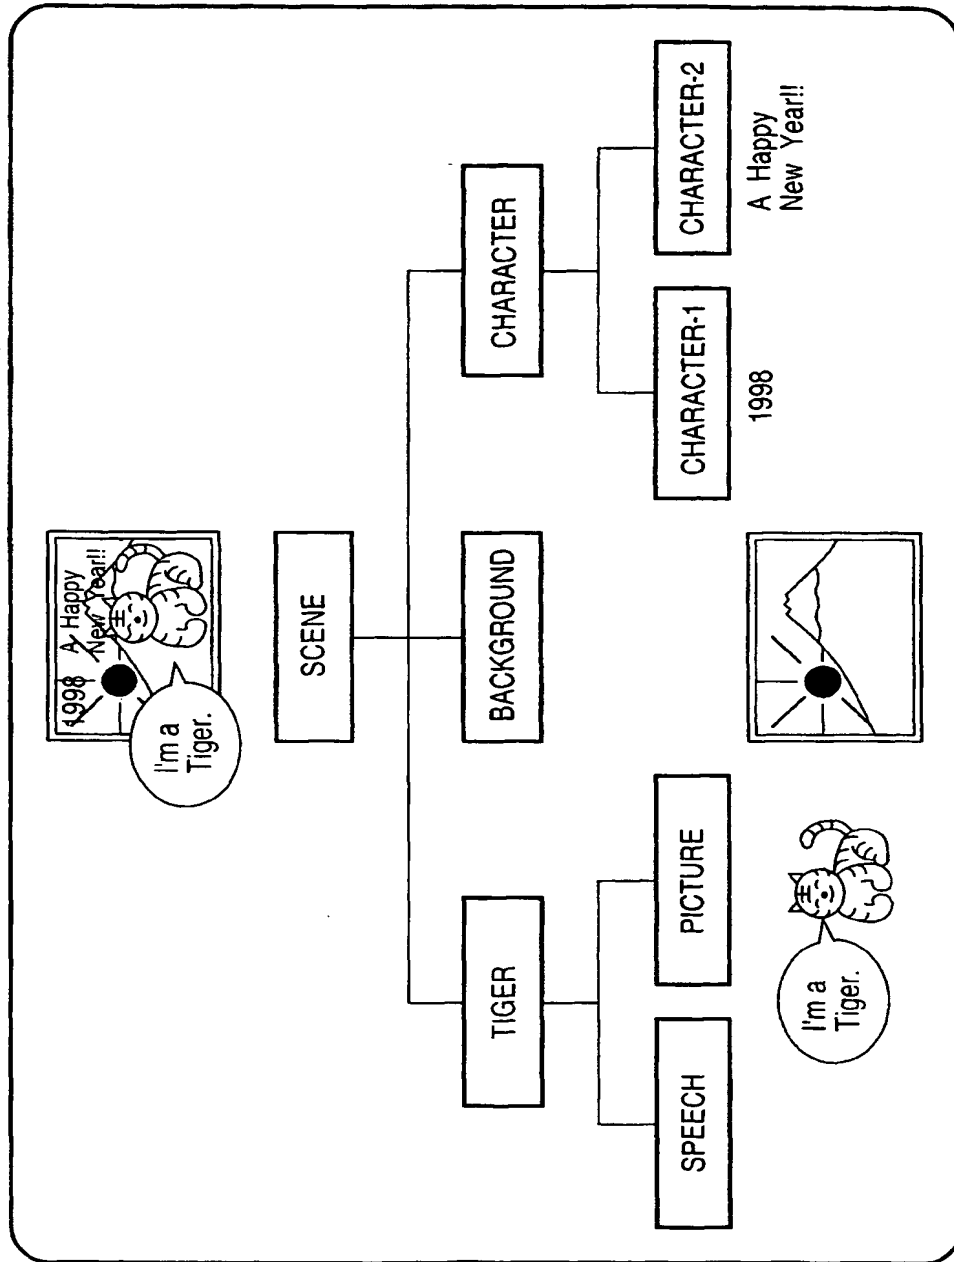 1998 A Happy
New Year!!
I'm a
Tiger.
SCENE
TIGER
BACKGROUND
CHARACTER
SPEECH
PICTURE
CHARACTER-1
CHARACTER-2
I'm a
Tiger.
1998
A Happy
New Year!!